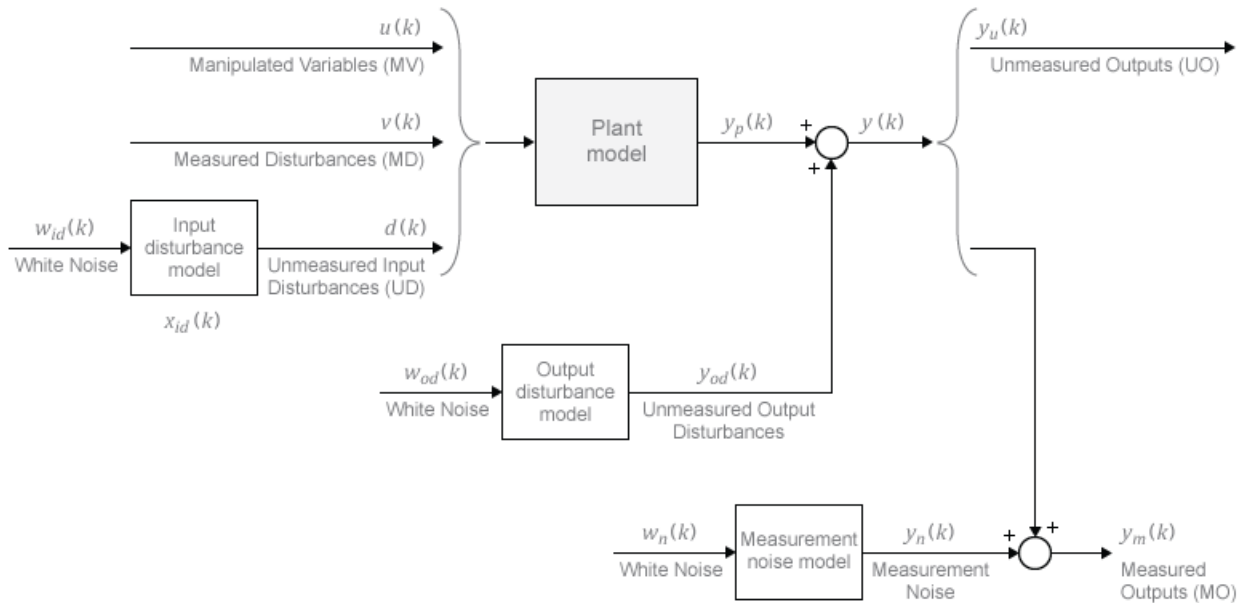 u(k)
Manipulated Variables (MV)
v(k)
Measured Disturbances (MD)
w_id(k)
White Noise
Input
disturbance
model
x_id(k)
d(k)
Unmeasured Input
Disturbances (UD)
Plant
model
y_p(k)
+
+
y(k)
y_u(k)
Unmeasured Outputs (UO)
w_od(k)
White Noise
Output
disturbance
model
y_od(k)
Unmeasured Output
Disturbances
w_n(k)
White Noise
Measurement
noise model
y_n(k)
Measurement
Noise
+
+
y_m(k)
Measured
Outputs (MO)